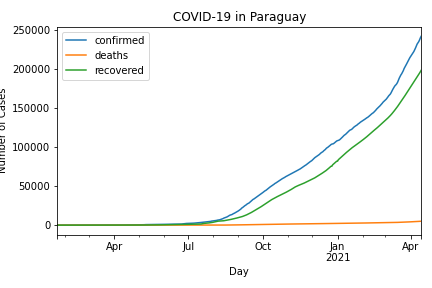 COVID-19 in Paraguay
250000
200000
150000
100000
50000
0
confirmed
deaths
recovered
Number of Cases
Apr
Jul
Oct
Jan
2021
Apr
Day